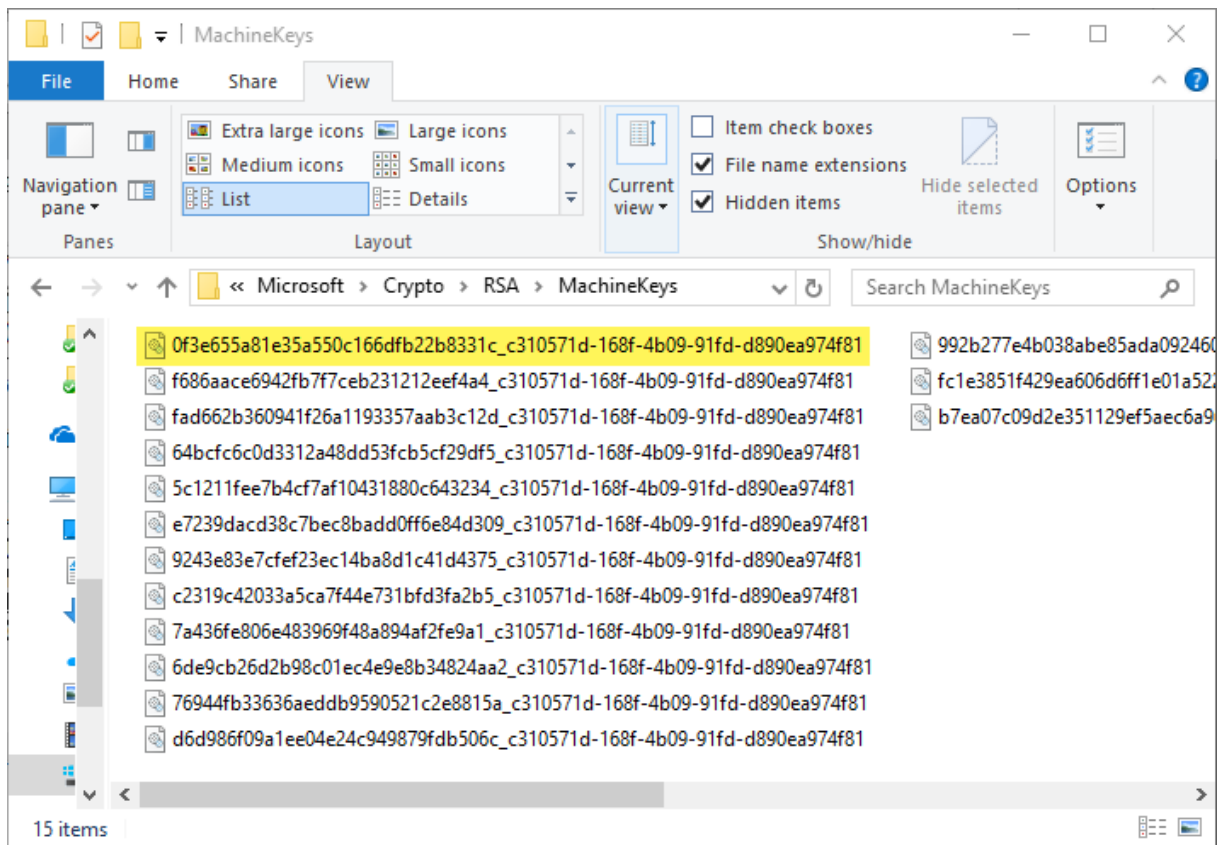 MachineKeys
File Home Share View
Extra large icons Large icons
Medium icons Small icons
List Details
Navigation pane
Current view
Item check boxes
File name extensions
Hidden items
Hide selected items
Options
Panes Layout Show/hide
« Microsoft > Crypto > RSA > MachineKeys
Search MachineKeys
0f3e655a81e35a550c166dfb22b8331c_c310571d-168f-4b09-91fd-d890ea974f81
f686aace6942fb7f7ceb231212eef4a4_c310571d-168f-4b09-91fd-d890ea974f81
fad662b360941f26a1193357aab3c12d_c310571d-168f-4b09-91fd-d890ea974f81
64bcfc6c0d3312a48dd53fcb5cf29df5_c310571d-168f-4b09-91fd-d890ea974f81
5c1211fee7b4cf7af10431880c643234_c310571d-168f-4b09-91fd-d890ea974f81
e7239dacd38c7bec8badd0ff6e84d309_c310571d-168f-4b09-91fd-d890ea974f81
9243e83e7cfef23ec14ba8d1c41d4375_c310571d-168f-4b09-91fd-d890ea974f81
c2319c42033a5ca7f44e731bfd3fa2b5_c310571d-168f-4b09-91fd-d890ea974f81
7a436fe806e483969f48a894af2fe9a1_c310571d-168f-4b09-91fd-d890ea974f81
6de9cb26d2b98c01ec4e9e8b34824aa2_c310571d-168f-4b09-91fd-d890ea974f81
76944fb33636aeddb9590521c2e8815a_c310571d-168f-4b09-91fd-d890ea974f81
d6d986f09a1ee04e24c949879fdb506c_c310571d-168f-4b09-91fd-d890ea974f81
992b277e4b038abe85ada092460
fc1e3851f429ea606d6ff1e01a522
b7ea07c09d2e351129ef5aec6a9
15 items